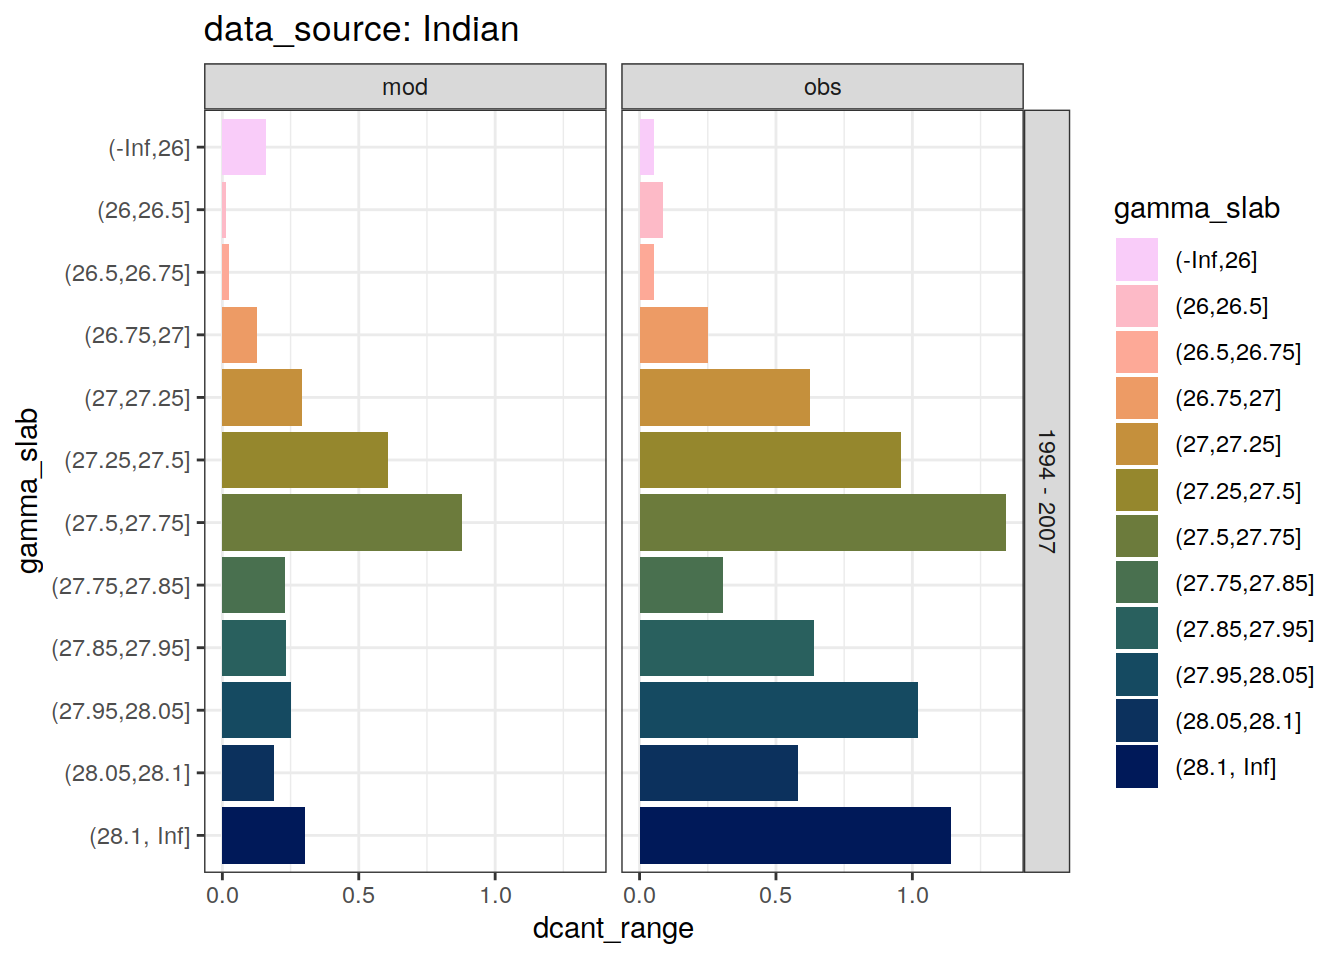 data_source: Indian
mod
obs
(-Inf,26]
(26,26.5]
(26.5,26.75]
(26.75,27]
(27,27.25]
(27.25,27.5]
(27.5,27.75]
(27.75,27.85]
(27.85,27.95]
(27.95,28.05]
(28.05,28.1]
(28.1, Inf]
gamma_slab
0.0
0.5
1.0
0.0
0.5
1.0
dcant_range
1994 - 2007
gamma_slab
(-Inf,26]
(26,26.5]
(26.5,26.75]
(26.75,27]
(27,27.25]
(27.25,27.5]
(27.5,27.75]
(27.75,27.85]
(27.85,27.95]
(27.95,28.05]
(28.05,28.1]
(28.1, Inf]